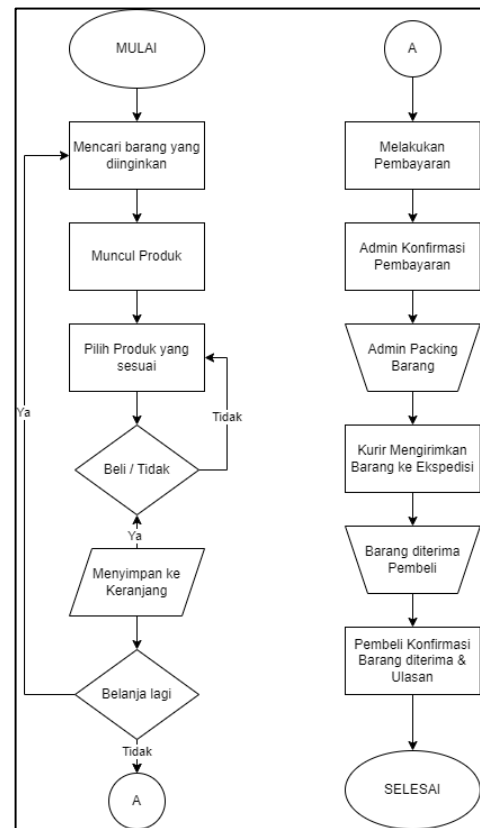 MULAI
Mencari barang yang
diinginkan
Muncul Produk
Pilih Produk yang
sesuai
Tidak
Ya
Beli / Tidak
Ya
Menyimpan ke
Keranjang
Belanja lagi
Tidak
A
A
Melakukan
Pembayaran
Admin Konfirmasi
Pembayaran
Admin Packing
Barang
Kurir Mengirimkan
Barang ke Ekspedisi
Barang diterima
Pembeli
Pembeli Konfirmasi
Barang diterima &
Ulasan
SELESAI